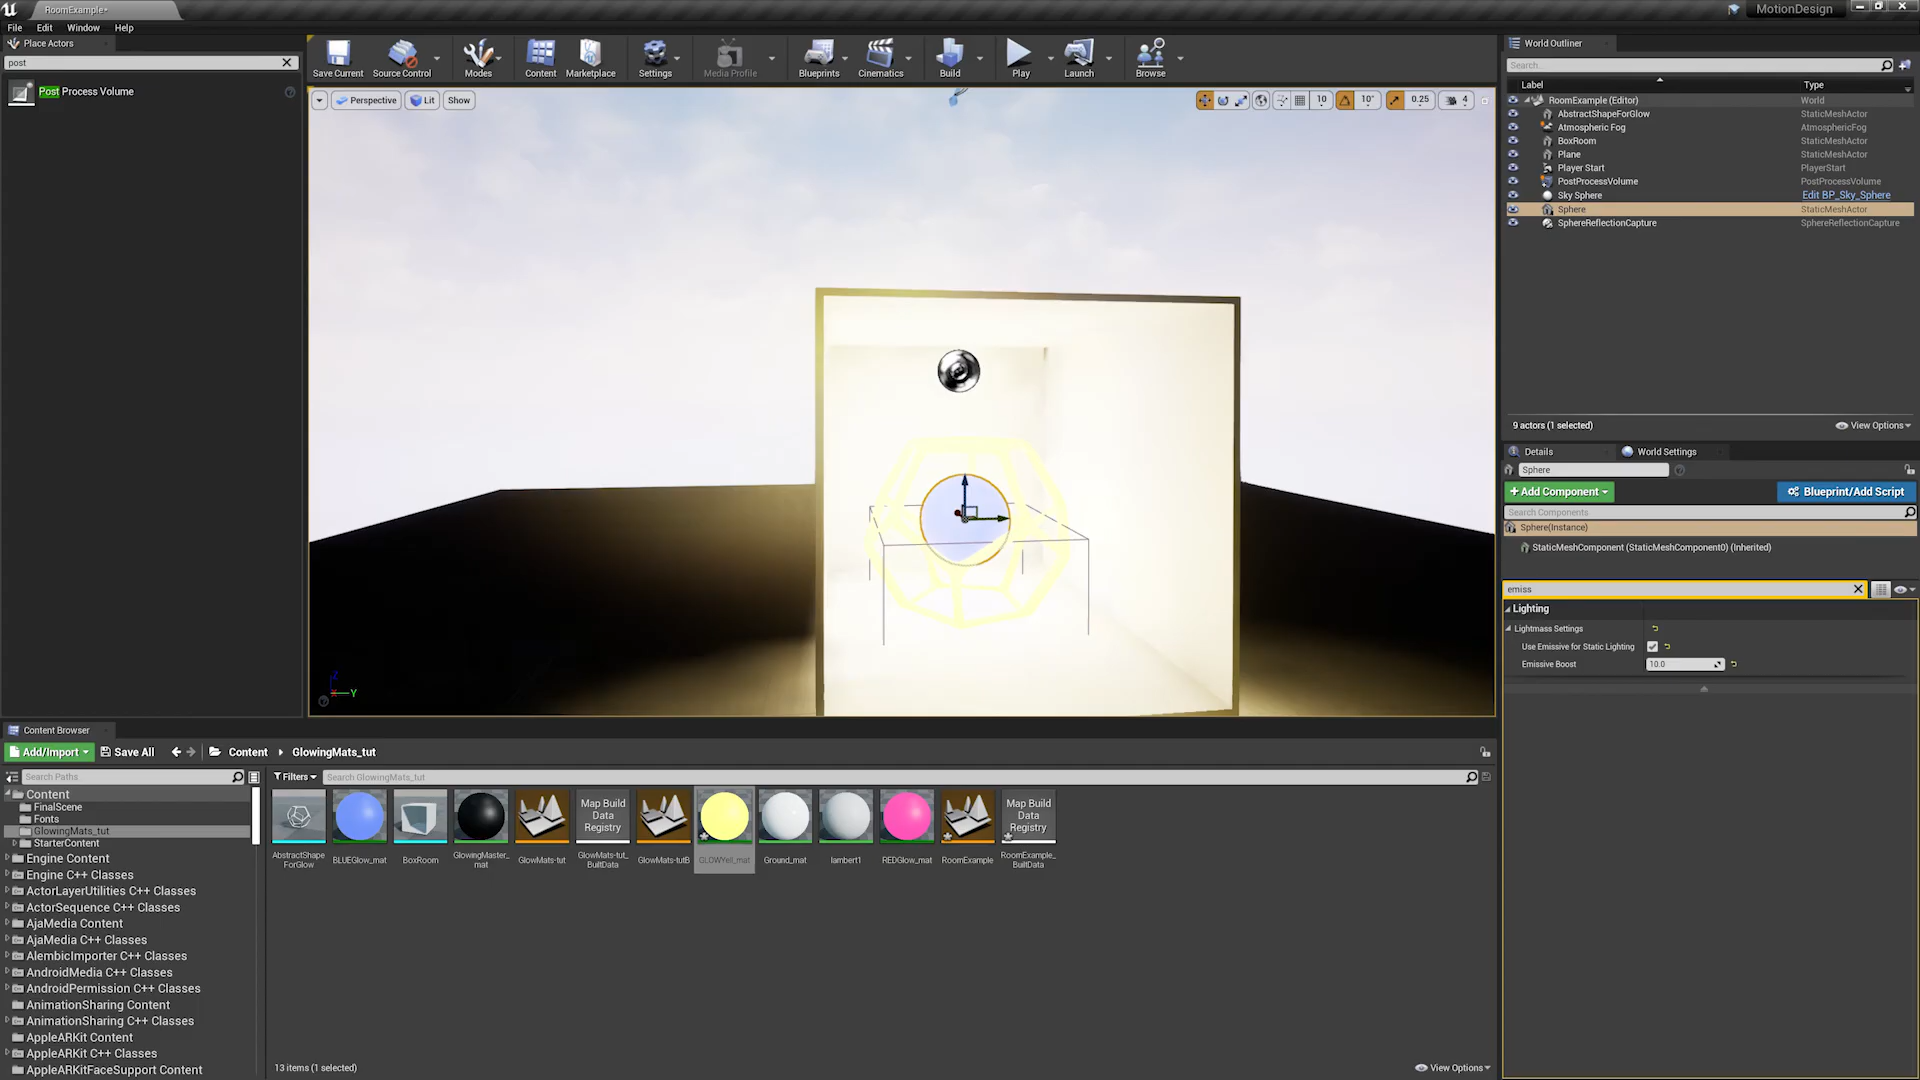 RoomExample*
MotionDesign
File Edit Window Help
Place Actors
post
Post Process Volume
Save Current
Source Control
Modes
Content
Marketplace
Settings
Media Profile
Blueprints
Cinematics
Build
Play
Launch
Browse
Perspective
Lit
Show
10
10°
0.25
4
Z
Y
World Outliner
Search...
Label Type
RoomExample (Editor) World
AbstractShapeForGlow StaticMeshActor
Atmospheric Fog AtmosphericFog
BoxRoom StaticMeshActor
Plane StaticMeshActor
Player Start PlayerStart
PostProcessVolume PostProcessVolume
Sky Sphere Edit BP_Sky_Sphere
Sphere StaticMeshActor
SphereReflectionCapture SphereReflectionCapture
9 actors (1 selected)
View Options
Details
World Settings
Sphere
+ Add Component
Blueprint/Add Script
Search Components
Sphere(Instance)
StaticMeshComponent (StaticMeshComponent0) (Inherited)
emiss
Lighting
Lightmass Settings
Use Emissive for Static Lighting
Emissive Boost 10.0
Content Browser
Add/Import
Save All
Content
GlowingMats_tut
Search Paths
Filters
Search GlowingMats_tut
Content
FinalScene
Fonts
GlowingMats_tut
StarterContent
Engine Content
Engine C++ Classes
ActorLayerUtilities C++ Classes
ActorSequence C++ Classes
AjaMedia Content
AjaMedia C++ Classes
AlembicImporter C++ Classes
AndroidMedia C++ Classes
AndroidPermission C++ Classes
AnimationSharing Content
AnimationSharing C++ Classes
AppleARKit Content
AppleARKit C++ Classes
AppleARKitFaceSupport Content
AbstractShape
ForGlow
BLUEGlow_mat
BoxRoom
GlowingMaster_
mat
GlowMats-tut
Map Build
Data
Registry
GlowMats-tut_
BuiltData
GlowMats-tutB
GLOWYell_mat
Ground_mat
lambert1
REDGlow_mat
RoomExample
Map Build
Data
Registry
RoomExample_
BuiltData
13 items (1 selected)
View Options